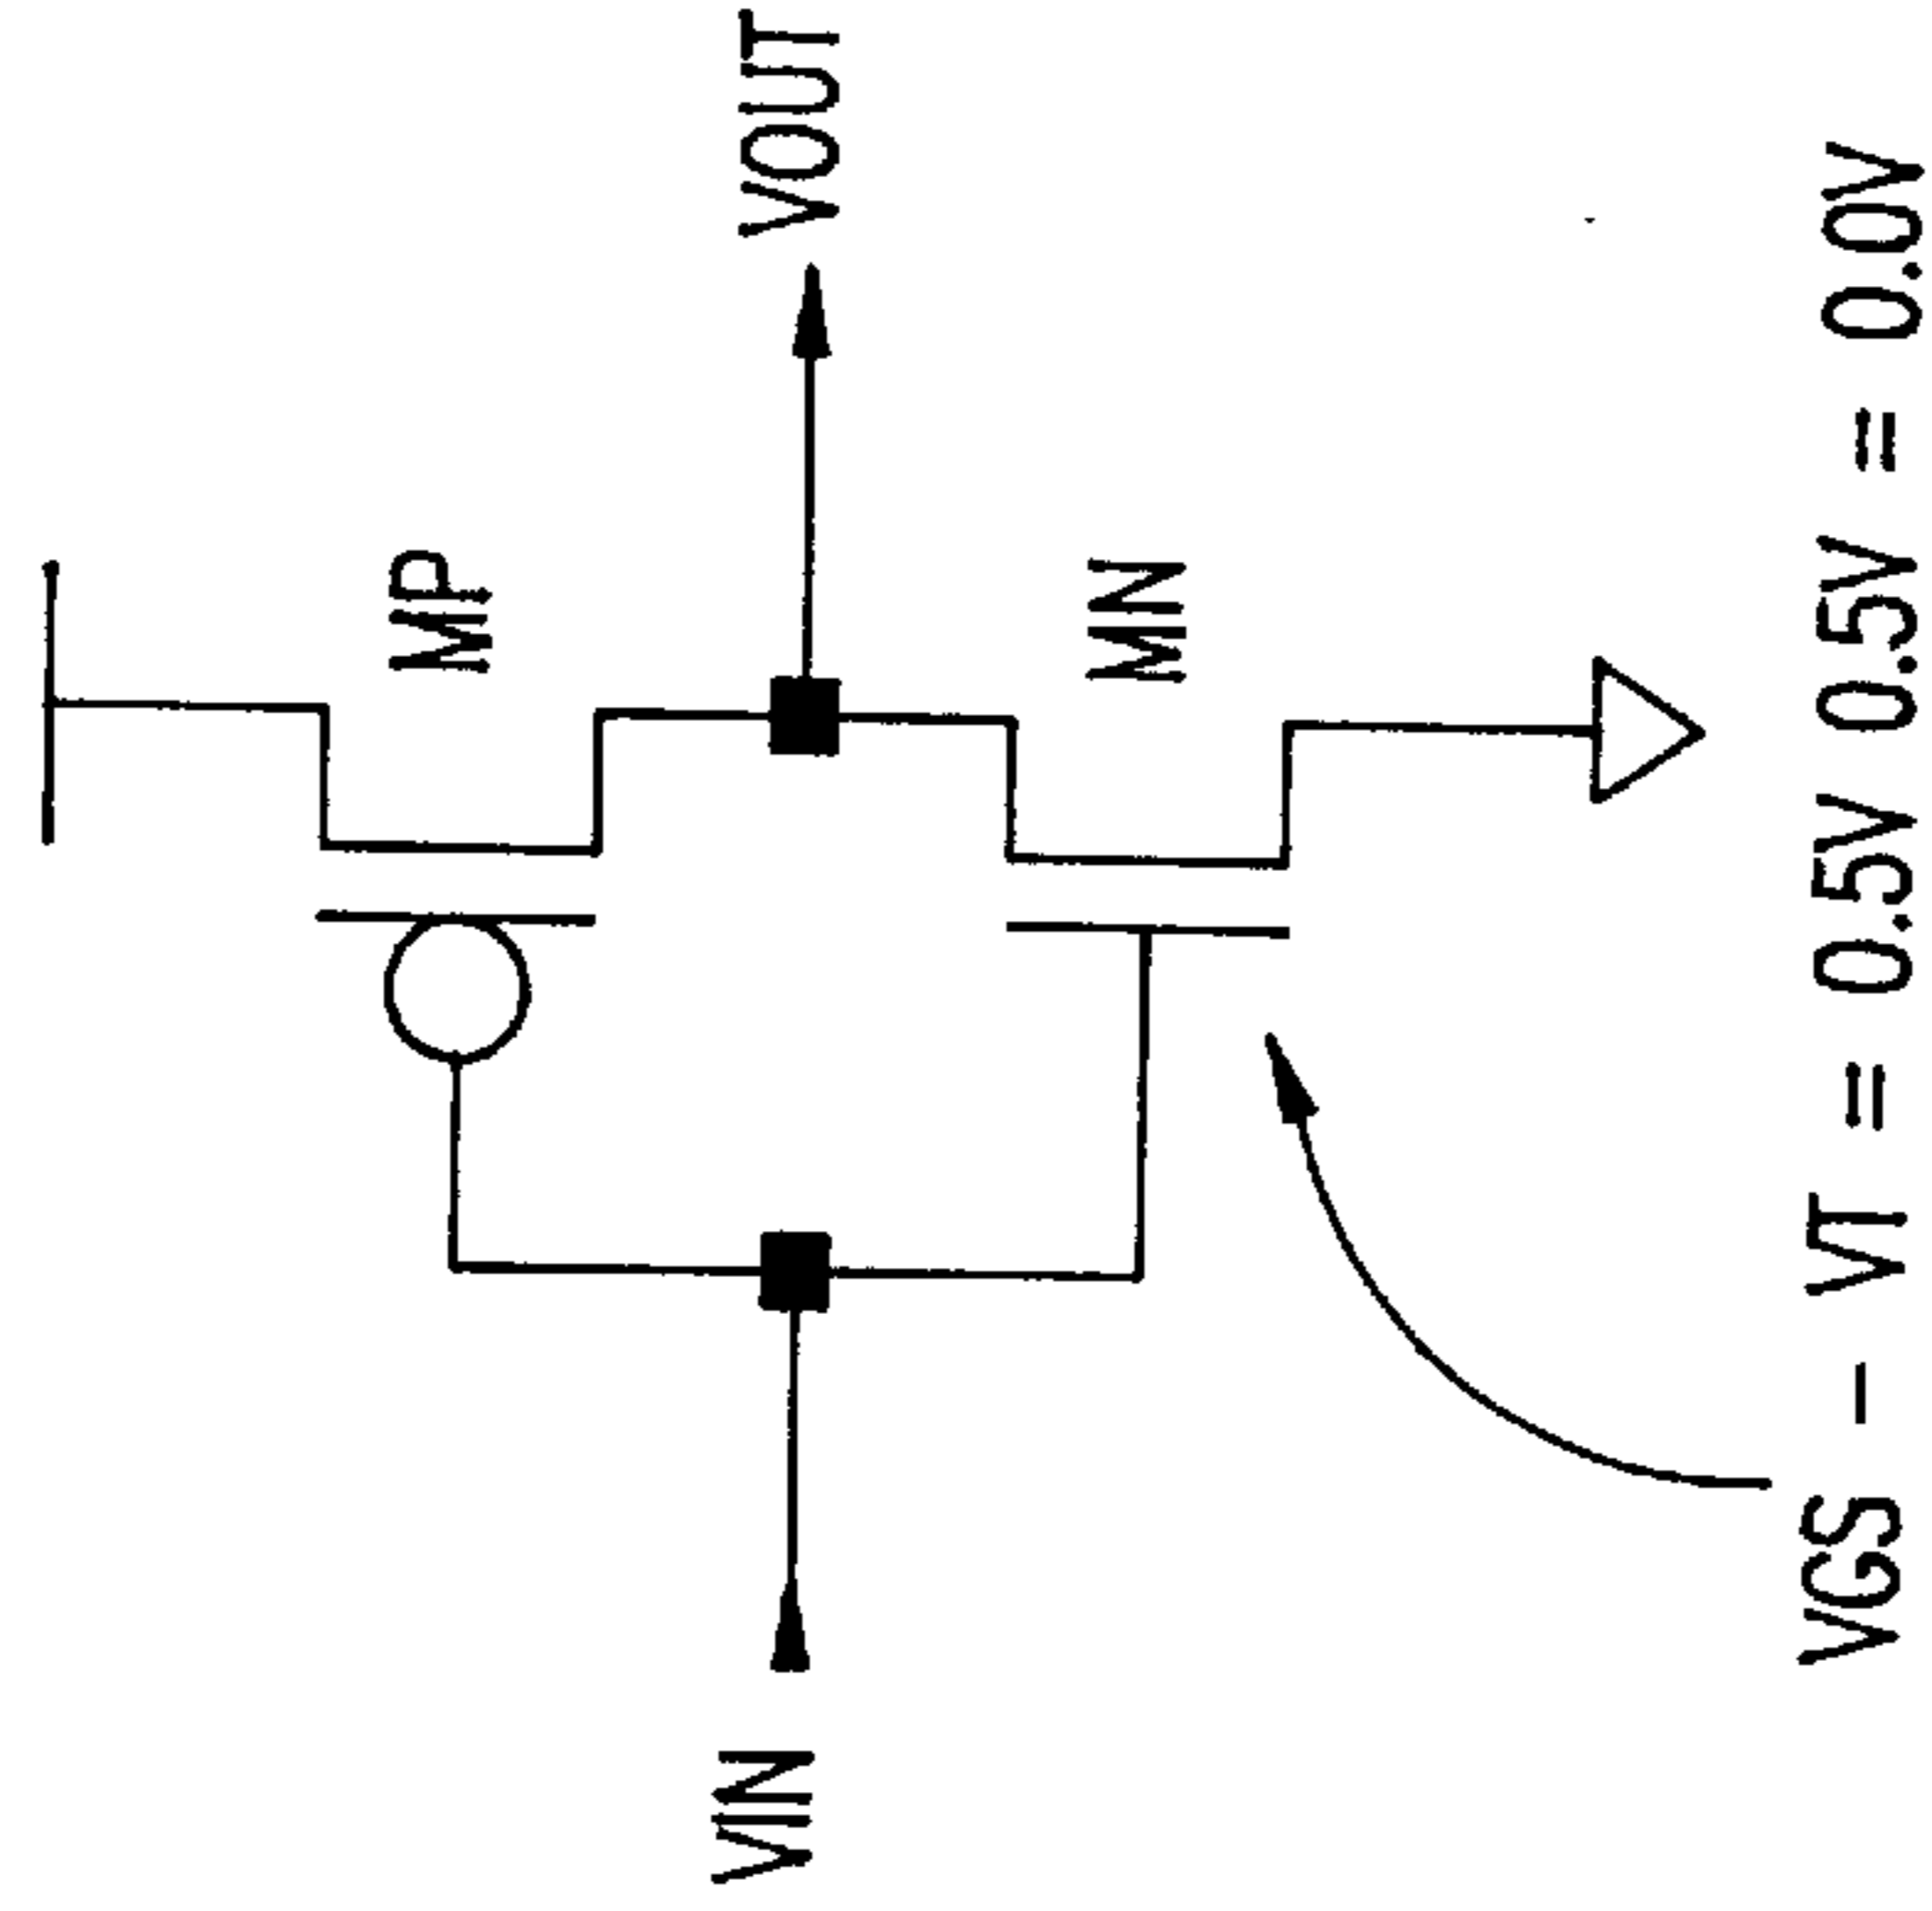 MP
VIN
VOUT
MN
VGS - VT = 0.5V 0.5V = 0.0V